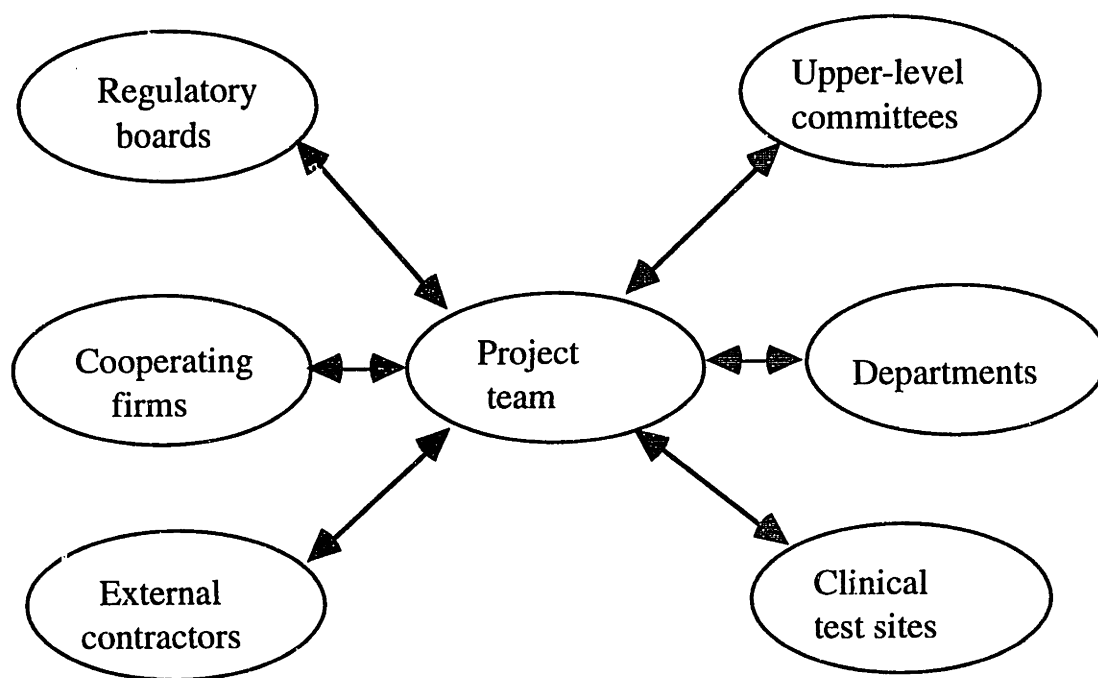 Regulatory
boards
Upper-level
committees
Cooperating
firms
Project
team
Departments
External
contractors
Clinical
test sites